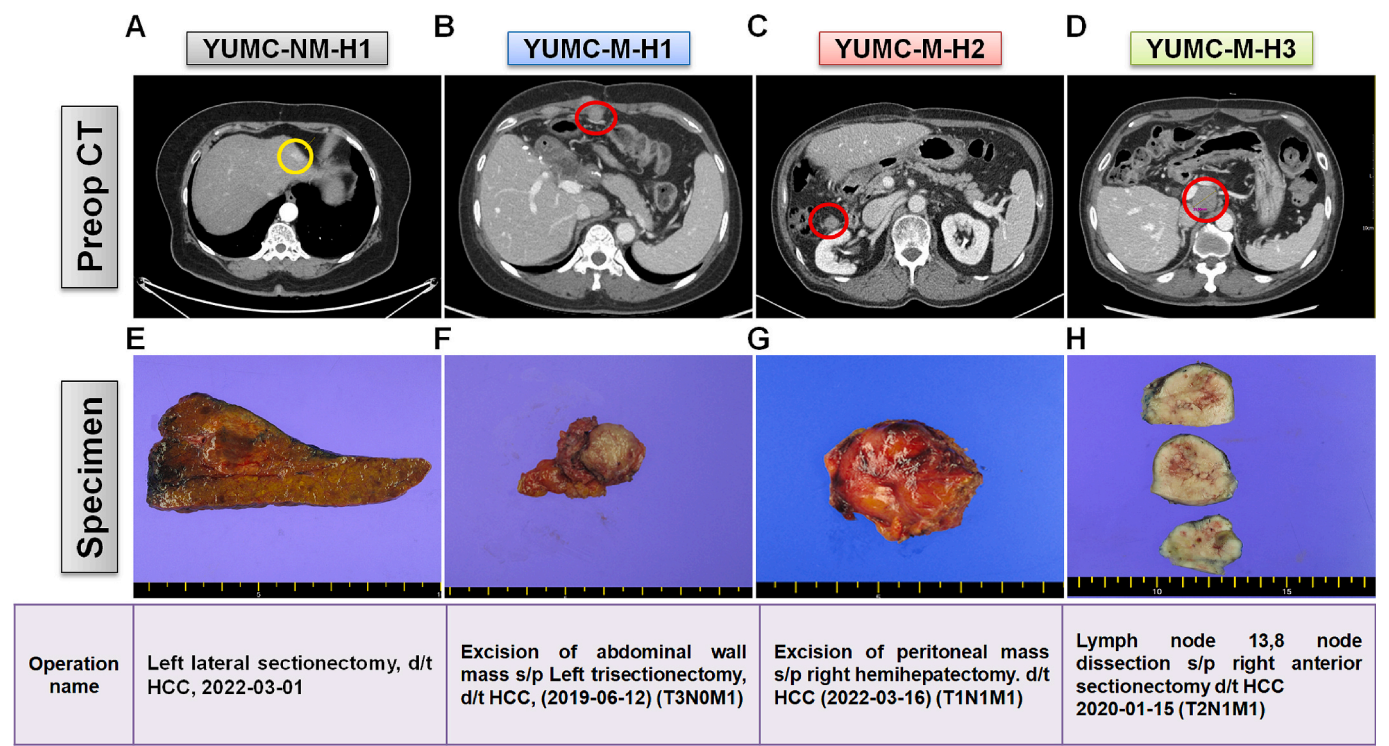 A
YUMC-NM-H1
B
YUMC-M-H1
C
YUMC-M-H2
D
YUMC-M-H3
Preop CT
E
F
G
H
Specimen
5
10
15
Operation name
Left lateral sectionectomy, d/t
HCC, 2022-03-01
Excision of abdominal wall
mass s/p Left trisectionectomy,
d/t HCC, (2019-06-12) (T3N0M1)
Excision of peritoneal mass
s/p right hemihepatectomy. d/t
HCC (2022-03-16) (T1N1M1)
Lymph node 13,8 node
dissection s/p right anterior
sectionectomy d/t HCC
2020-01-15 (T2N1M1)